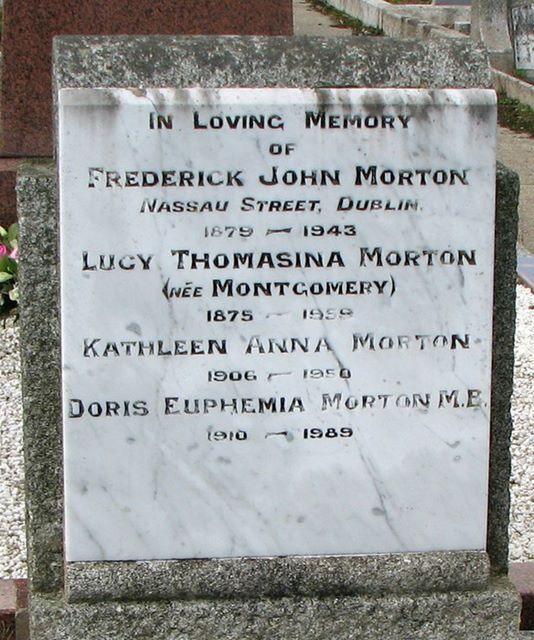 In Loving Memory
of
Frederick John Morton
Nassau Street, Dublin.
1879 – 1943
Lucy Thomasina Morton
(née Montgomery)
1875 – 1959
Kathleen Anna Morton
1906 – 1950
Doris Euphemia Morton M.B.
1910 – 1989